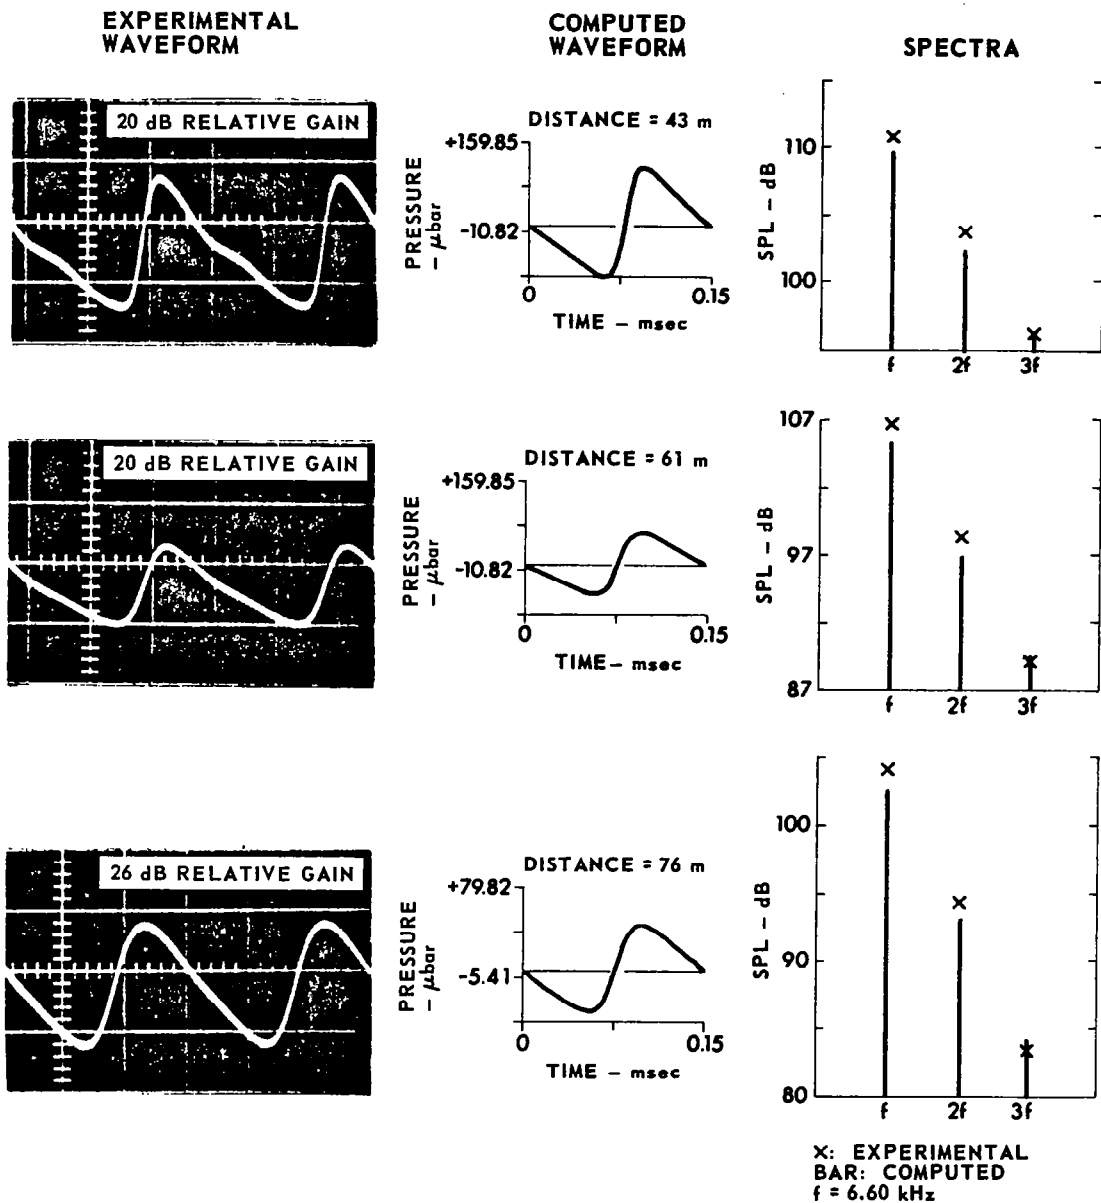 EXPERIMENTAL
WAVEFORM
COMPUTED
WAVEFORM
SPECTRA
20 dB RELATIVE GAIN
DISTANCE = 43 m
+159.85
-10.82
PRESSURE
- μbar
0
0.15
TIME - msec
SPL - dB
110
100
f
2f
3f
20 dB RELATIVE GAIN
DISTANCE = 61 m
+159.85
-10.82
PRESSURE
- μbar
0
0.15
TIME - msec
SPL - dB
107
97
87
f
2f
3f
26 dB RELATIVE GAIN
DISTANCE = 76 m
+79.82
-5.41
PRESSURE
- μbar
0
0.15
TIME - msec
SPL - dB
100
90
80
f
2f
3f
X: EXPERIMENTAL
BAR: COMPUTED
f = 6.60 kHz